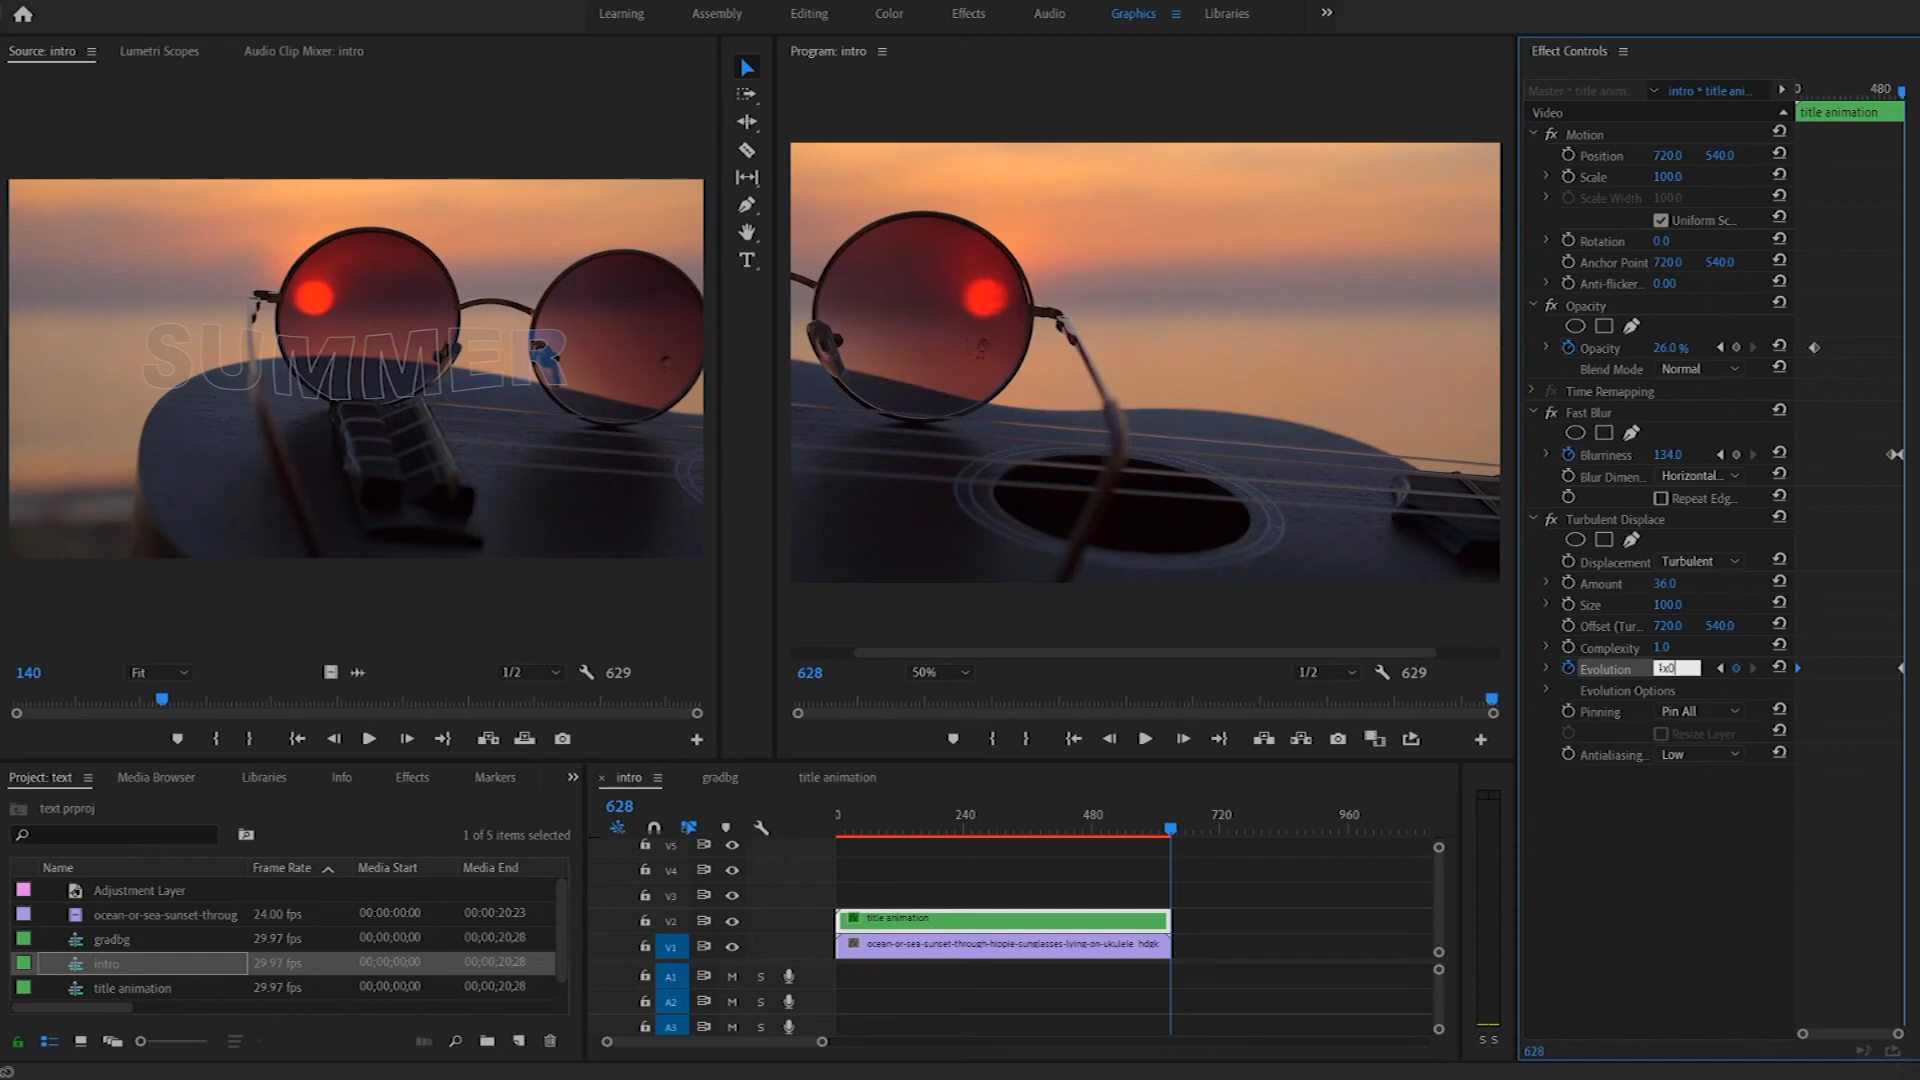 Learning Assembly Editing Color Effects Audio Graphics Libraries
Source: intro Lumetri Scopes Audio Clip Mixer: intro
Program: intro
Effect Controls
Master * title anim... intro * title ani... 0 480
Video title animation
fx Motion
Position 720.0 540.0
Scale 100.0
Scale Width 100.0
Uniform Sc...
Rotation 0.0
Anchor Point 720.0 540.0
Anti-flicker... 0.00
fx Opacity
Opacity 26.0 %
Blend Mode Normal
fx Time Remapping
fx Fast Blur
Blurriness 134.0
Blur Dimen... Horizontal...
Repeat Edg...
fx Turbulent Displace
Displacement Turbulent
Amount 36.0
Size 100.0
Offset (Tur... 720.0 540.0
Complexity 1.0
Evolution 4x0
Evolution Options
Pinning Pin All
Resize Layer
Antialiasing... Low
628
SUMMER
140 Fit 1/2 629
628 50% 1/2 629
Project: text Media Browser Libraries Info Effects Markers
text.prproj
1 of 5 items selected
Name Frame Rate Media Start Media End
Adjustment Layer
ocean-or-sea-sunset-throug 24.00 fps 00:00:00:00 00:00:20:23
gradbg 29.97 fps 00;00;00;00 00;00;20;28
intro 29.97 fps 00;00;00;00 00;00;20;28
title animation 29.97 fps 00;00;00;00 00;00;20;28
× intro gradbg title animation
628
0 240 480 720 960
V5
V4
V3
V2 title animation
V1 ocean-or-sea-sunset-through-hippie-sunglasses-lying-on-ukulele hdgk
A1 M S
A2 M S
A3 M S
S S